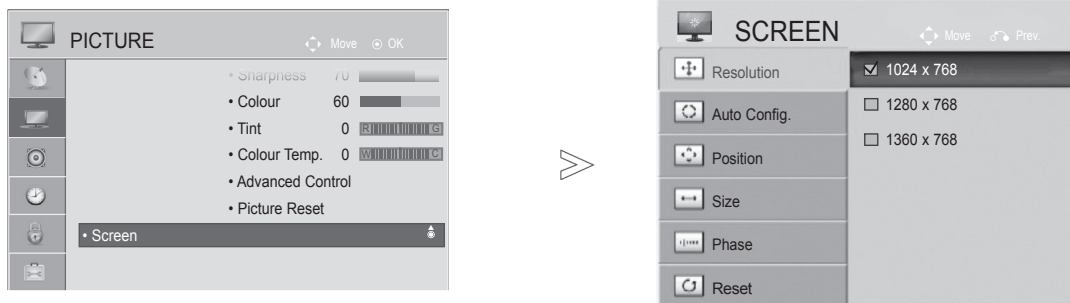 PICTURE
Move OK
• Sharpness 70
• Colour 60
• Tint 0 R G
• Colour Temp. 0 W C
• Advanced Control
• Picture Reset
• Screen
SCREEN
Move Prev.
Resolution
Auto Config.
Position
Size
Phase
Reset
1024 x 768
1280 x 768
1360 x 768